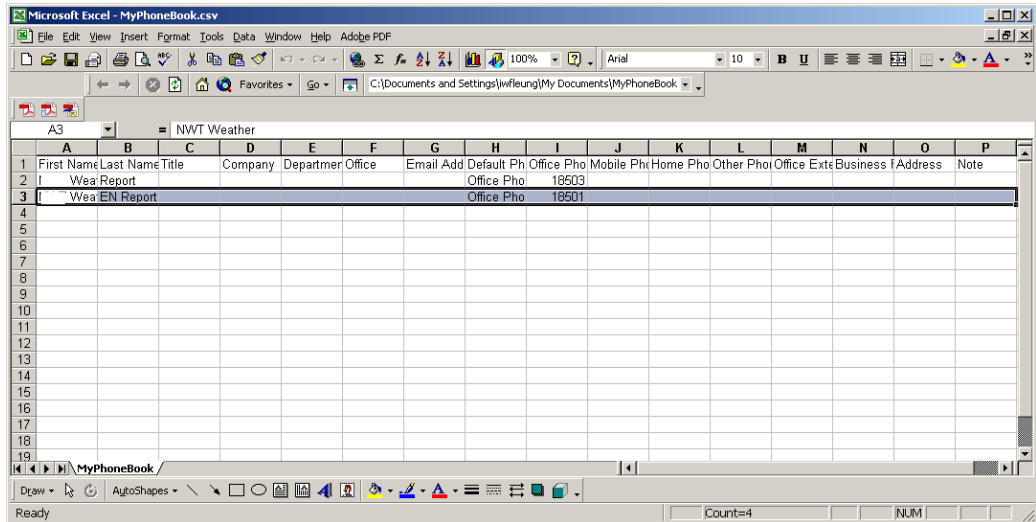 Microsoft Excel - MyPhoneBook.csv
File Edit View Insert Format Tools Data Window Help Adobe PDF
100% Arial 10 B U
Favorites Go C:\Documents and Settings\iwfleung\My Documents\MyPhoneBook
A3 = NWT Weather
A B C D E F G H I J K L M N O P
1 First Name Last Name Title Company Departmer Office Email Add Default Ph Office Pho Mobile Pho Home Pho Other Phor Office Exte Business Address Note
2 Wea Report Office Pho 18503
3 Wea EN Report Office Pho 18501
4
5
6
7
8
9
10
11
12
13
14
15
16
17
18
19
MyPhoneBook
Draw AutoShapes
Ready Count=4 NUM